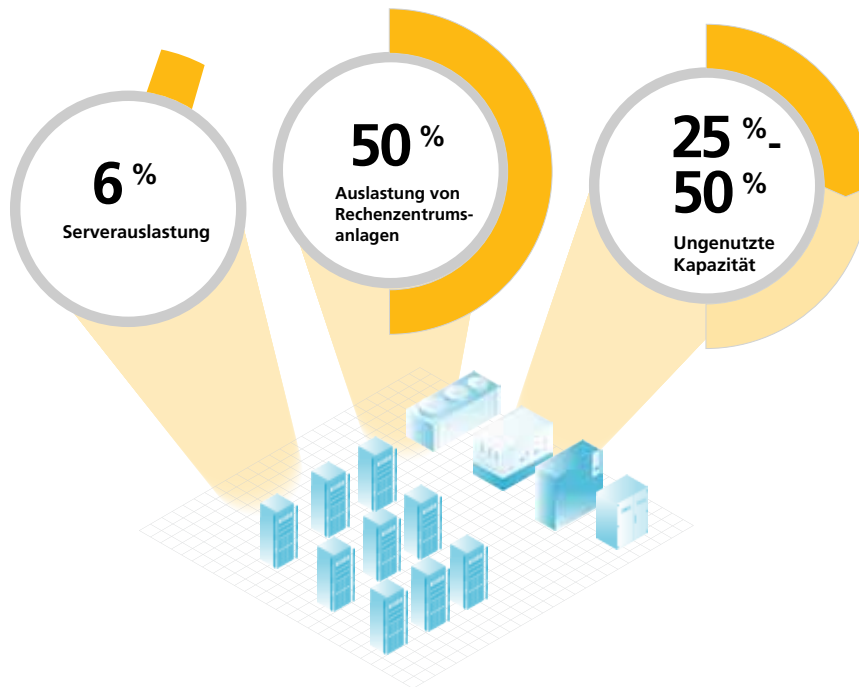 6 %
Serverauslastung
50 %
Auslastung von
Rechenzentrums-
anlagen
25 %-
50 %
Ungenutzte
Kapazität